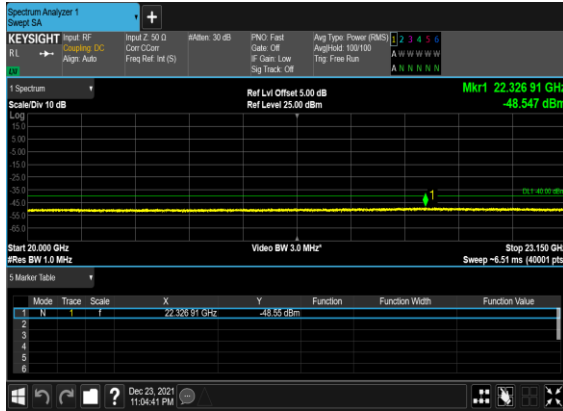 Spectrum Analyzer 1
Swept SA
+
KEYSIGHT Input: RF Input Z: 50 Ω #Atten: 30 dB PNO: Fast Avg Type: Power (RMS) 1 2 3 4 5 6
RL Coupling: DC Corr CCorr Gate: Off Avg|Hold: 100/100 A W W W W W
Align: Auto Freq Ref: Int (S) IF Gain: Low Trig: Free Run
LU Sig Track: Off A N N N N N
1 Spectrum Ref Lvl Offset 5.00 dB Mkr1 22.326 91 GHz
Scale/Div 10 dB Ref Level 25.00 dBm -48.547 dBm
Log
15.0
5.00
-5.00
-15.0
-25.0
-35.0 1 DL1 -40.00 dBm
-45.0
-55.0
-65.0
Start 20.000 GHz Video BW 3.0 MHz* Stop 23.150 GHz
#Res BW 1.0 MHz Sweep ~6.51 ms (40001 pts
5 Marker Table
Mode Trace Scale X Y Function Function Width Function Value
1 N 1 f 22.326 91 GHz -48.55 dBm
2
3
4
5
6
? Dec 23, 2021
11:04:41 PM